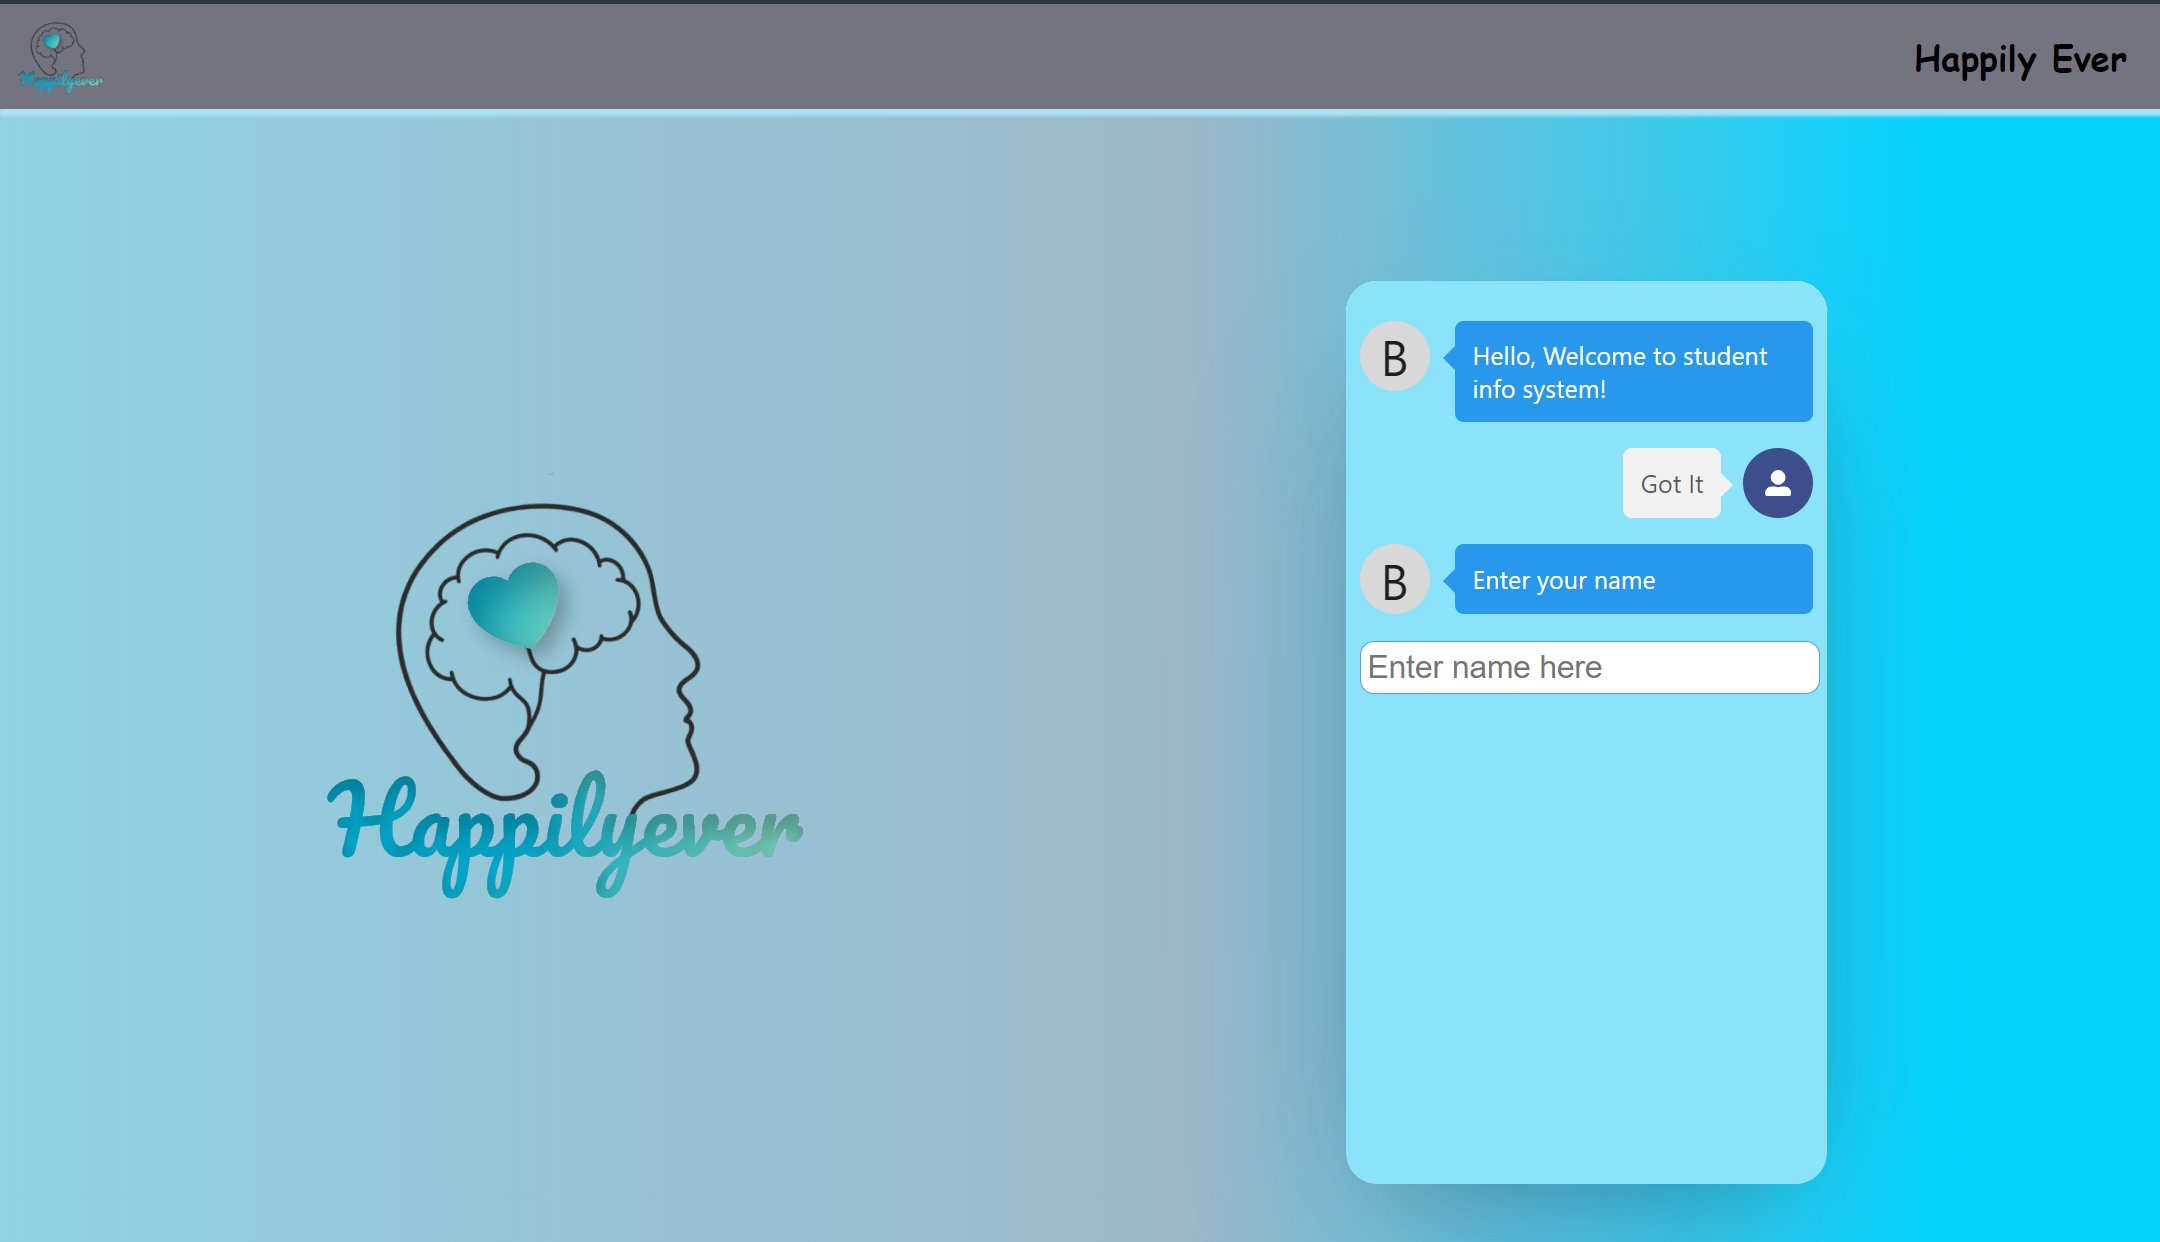 Happilyever
Happily Ever
Happilyever
B
Hello, Welcome to student
info system!
Got It
B
Enter your name
Enter name here